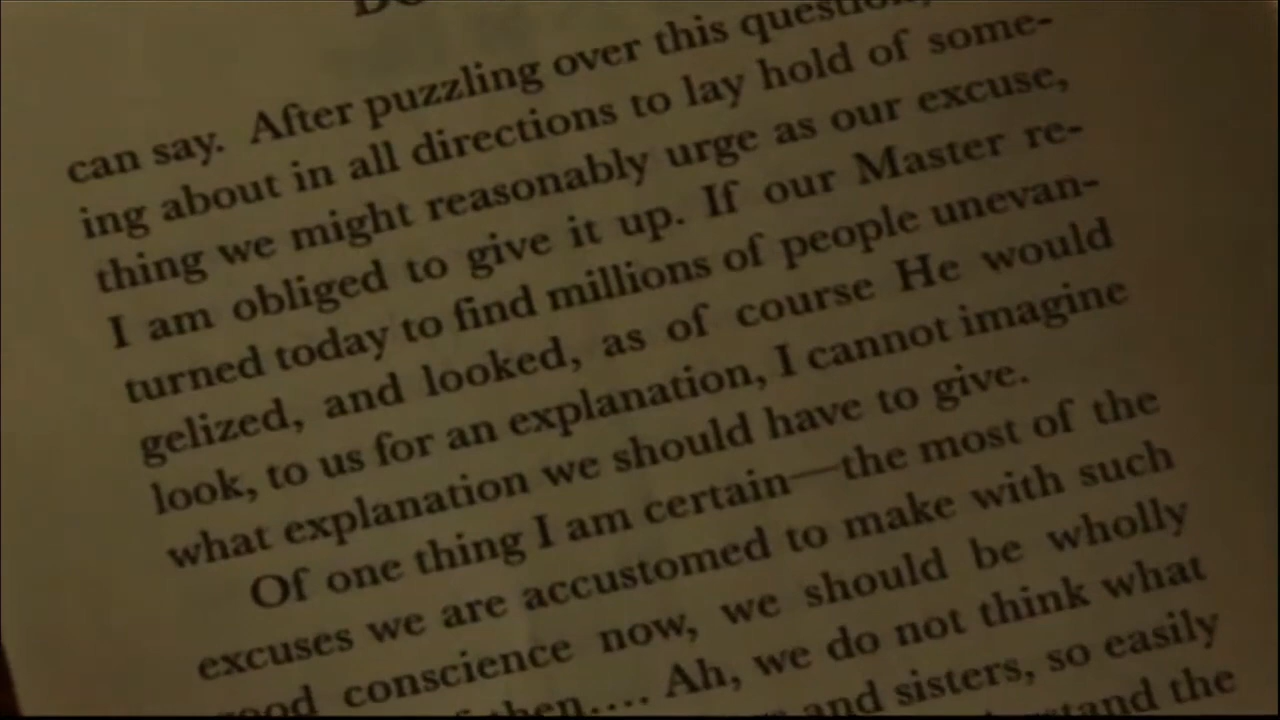 can say. After puzzling over this question,
ing about in all directions to lay hold of some-
thing we might reasonably urge as our excuse,
I am obliged to give it up. If our Master re-
turned today to find millions of people unevan-
gelized, and looked, as of course He would
look, to us for an explanation, I cannot imagine
what explanation we should have to give.
Of one thing I am certain—the most of the
excuses we are accustomed to make with such
good conscience now, we should be wholly
then.... Ah, we do not think what
and sisters, so easily
the